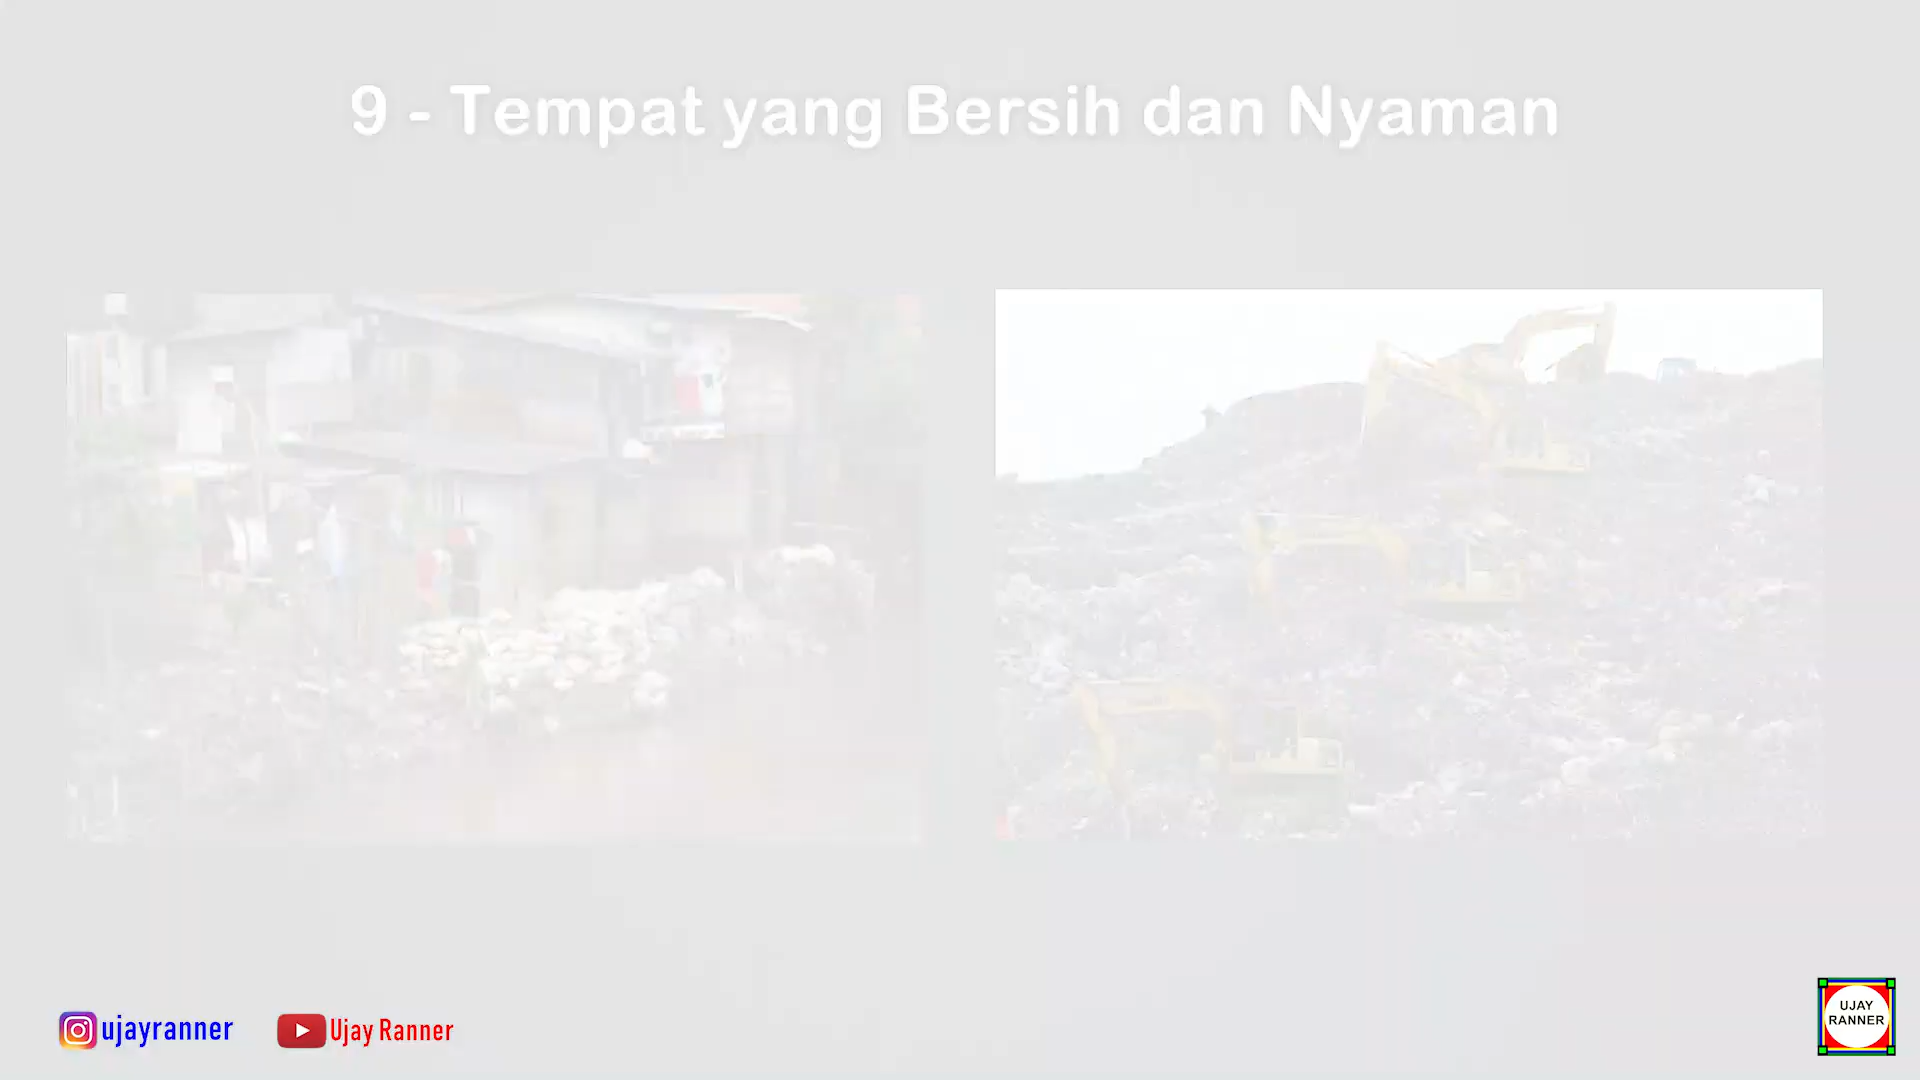 9 - Tempat yang Bersih dan Nyaman
ujayranner
Ujay Ranner
UJAY
RANNER